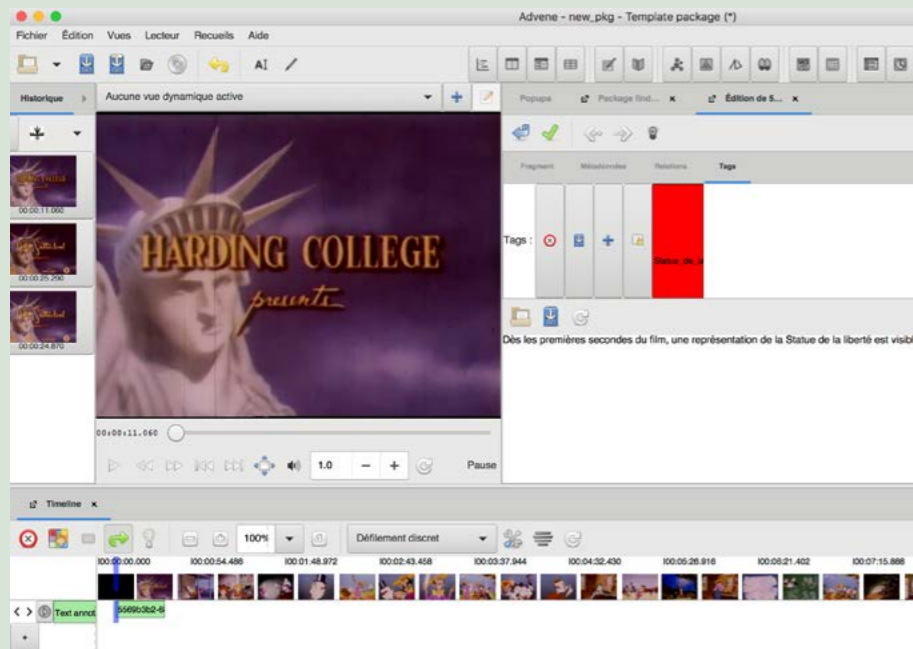 Advene - new_pkg - Template package (*)
Fichier Édition Vues Lecteur Recueils Aide
A
Historique
Aucune vue dynamique active
Popups
Package find...
Édition de 5...
Fragment Métadonnées Relations Tags
00:00:11.060
00:00:25.290
00:00:24.870
HARDING COLLEGE
presents
Tags :
Statue_de_la
Dès les premières secondes du film, une représentation de la Statue de la liberté est visibl
00:00:11.060
1.0 - +
Pause
Timeline
100%
Défilement discret
00:00:00.000 00:00:54.486 00:01:48.972 00:02:43.458 00:03:37.944 00:04:32.430 00:05:26.916 00:06:21.402 00:07:15.888
Text annot
5569b3b2-6
+